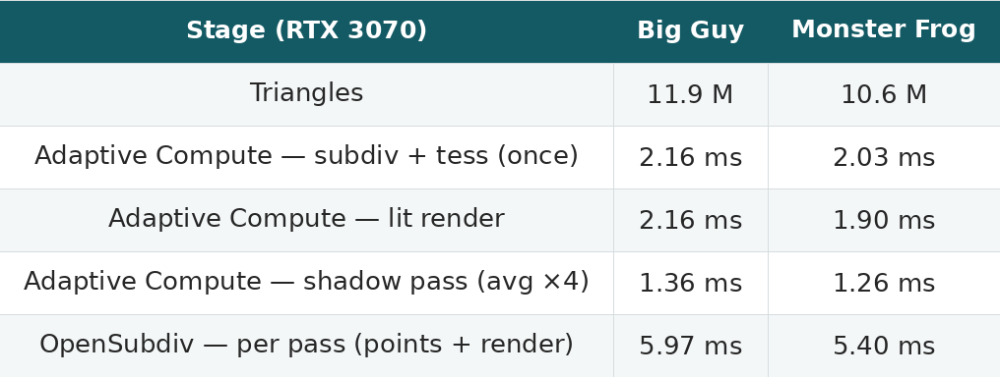 Stage (RTX 3070) Big Guy Monster Frog
Triangles 11.9 M 10.6 M
Adaptive Compute — subdiv + tess (once) 2.16 ms 2.03 ms
Adaptive Compute — lit render 2.16 ms 1.90 ms
Adaptive Compute — shadow pass (avg ×4) 1.36 ms 1.26 ms
OpenSubdiv — per pass (points + render) 5.97 ms 5.40 ms